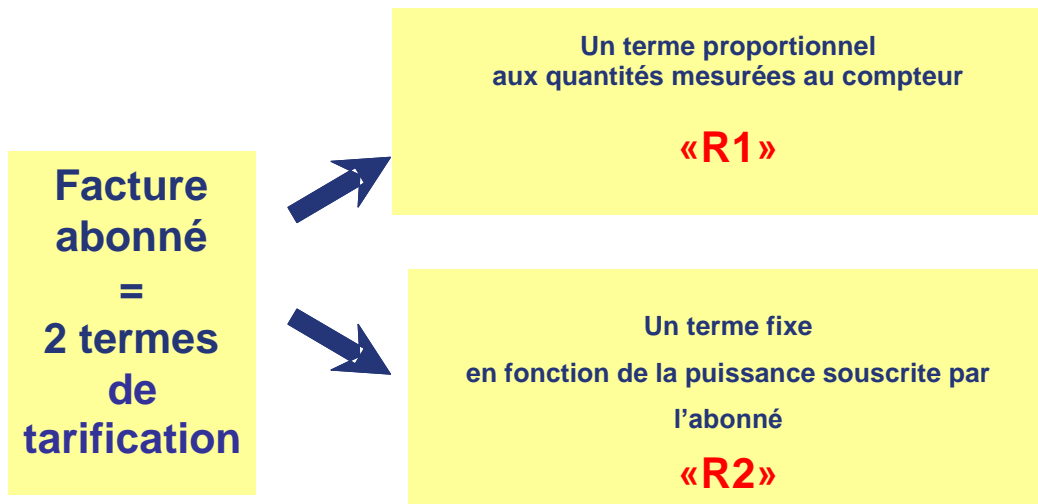 Facture
abonné
=
2 termes
de
tarification
Un terme proportionnel
aux quantités mesurées au compteur
«R1»
Un terme fixe
en fonction de la puissance souscrite par
l’abonné
«R2»